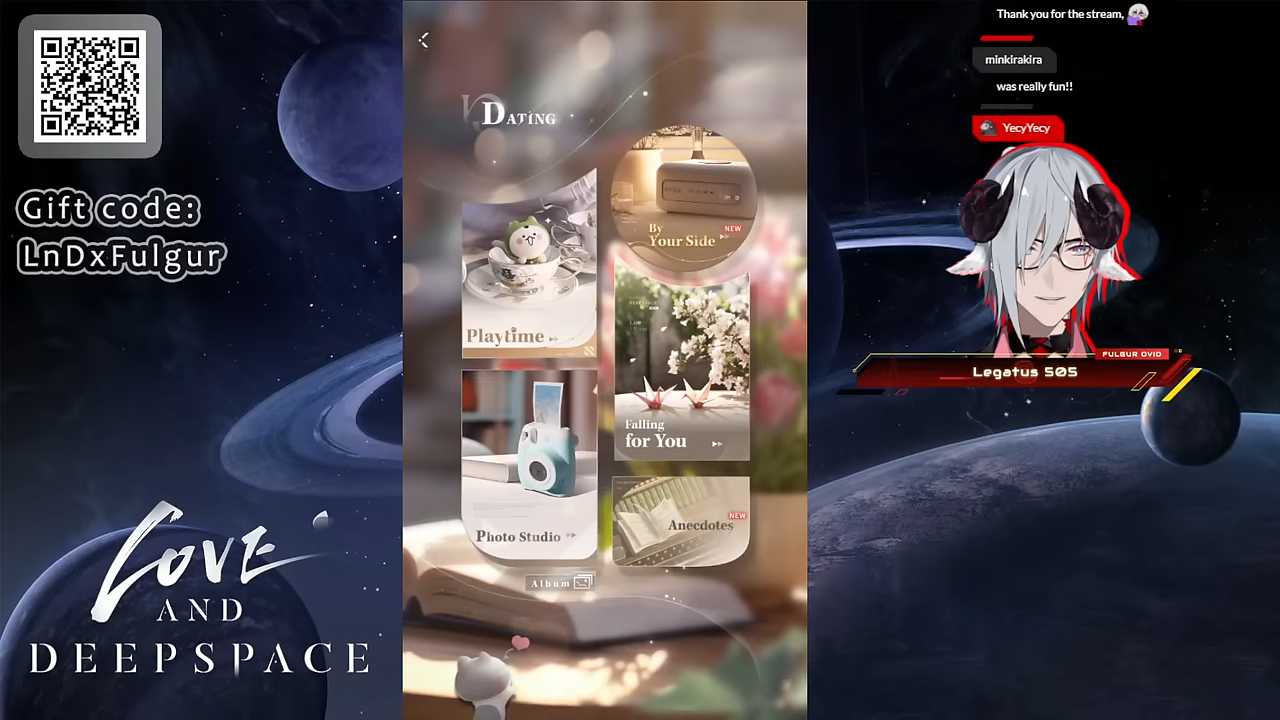 Gift code:
LnDxFulgur
LOVE
AND
DEEPSPACE
DATING
By
Your Side
NEW
Playtime
Falling
for You
Photo Studio
Anecdotes
NEW
Album
Thank you for the stream,
minkirakira
was really fun!!
YecyYecy
FULGUR OVID
Legatus 505